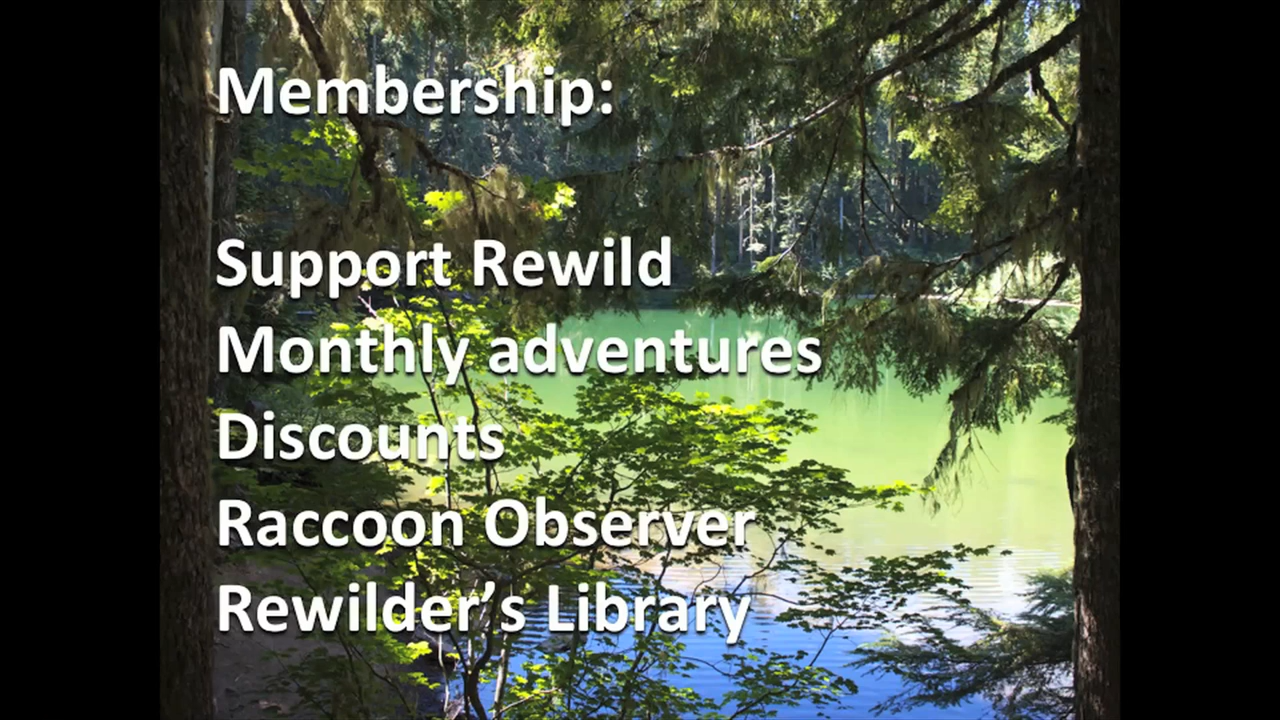 Membership:
Support Rewild
Monthly adventures
Discounts
Raccoon Observer
Rewilder’s Library